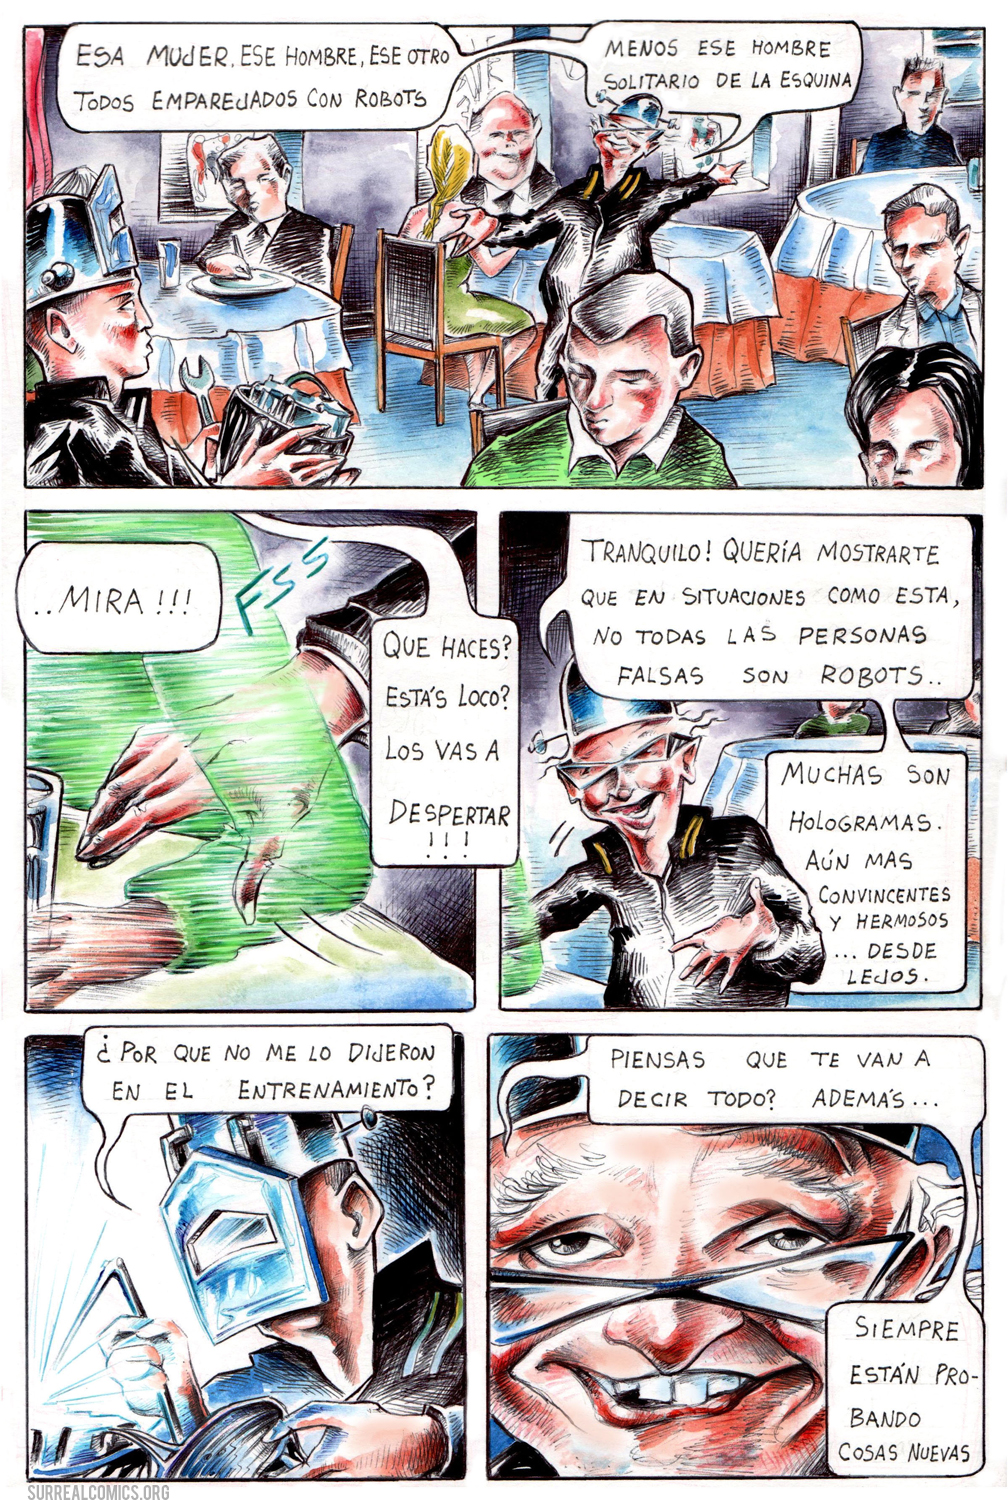 ESA MUJER, ESE HOMBRE, ESE OTRO
TODOS EMPAREJADOS CON ROBOTS
MENOS ESE HOMBRE
SOLITARIO DE LA ESQUINA
..MIRA!!!
FSS
QUE HACES?
ESTÁS LOCO?
LOS VAS A
DESPERTAR
!!!
TRANQUILO! QUERÍA MOSTRARTE
QUE EN SITUACIONES COMO ESTA,
NO TODAS LAS PERSONAS
FALSAS SON ROBOTS..
MUCHAS SON
HOLOGRAMAS.
AÚN MAS
CONVINCENTES
Y HERMOSOS
... DESDE
LEJOS.
¿POR QUE NO ME LO DIJERON
EN EL ENTRENAMIENTO?
PIENSAS QUE TE VAN A
DECIR TODO? ADEMÁS...
SIEMPRE
ESTÁN PRO-
BANDO
COSAS NUEVAS
SURREALCOMICS.ORG